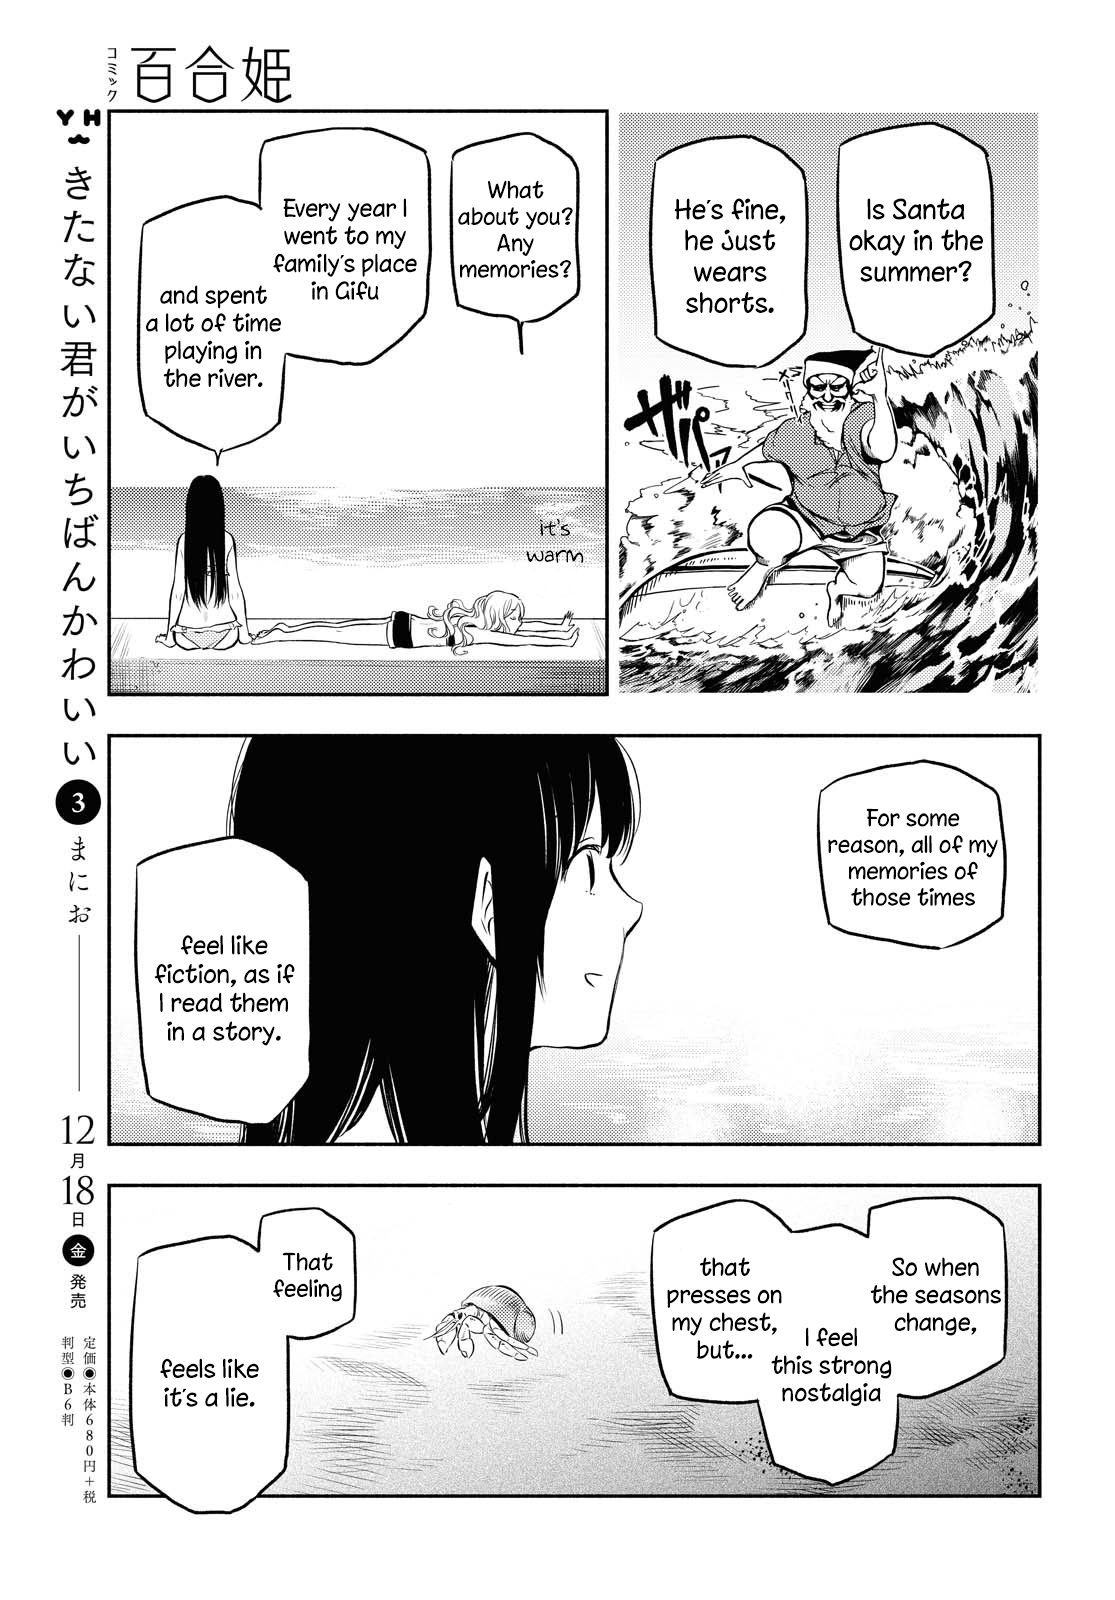 コミック
百合姫
YH
きたない君がいちばんかわいい
3
まにお
12
月
18
日
金
発売
定価◉本体680円+税
判型◉B6判
Is Santa
okay in the
summer?
He's fine,
he just
wears
shorts.
ザザパァッ
What
about you?
Any
memories?
Every year I
went to my
family's place
in Gifu
and spent
a lot of time
playing in
the river.
it's
warm
For some
reason, all of my
memories of
those times
feel like
fiction, as if
I read them
in a story.
So when
the seasons
change,
I feel
this strong
nostalgia
that
presses on
my chest,
but...
That
feeling
feels like
it's a lie.